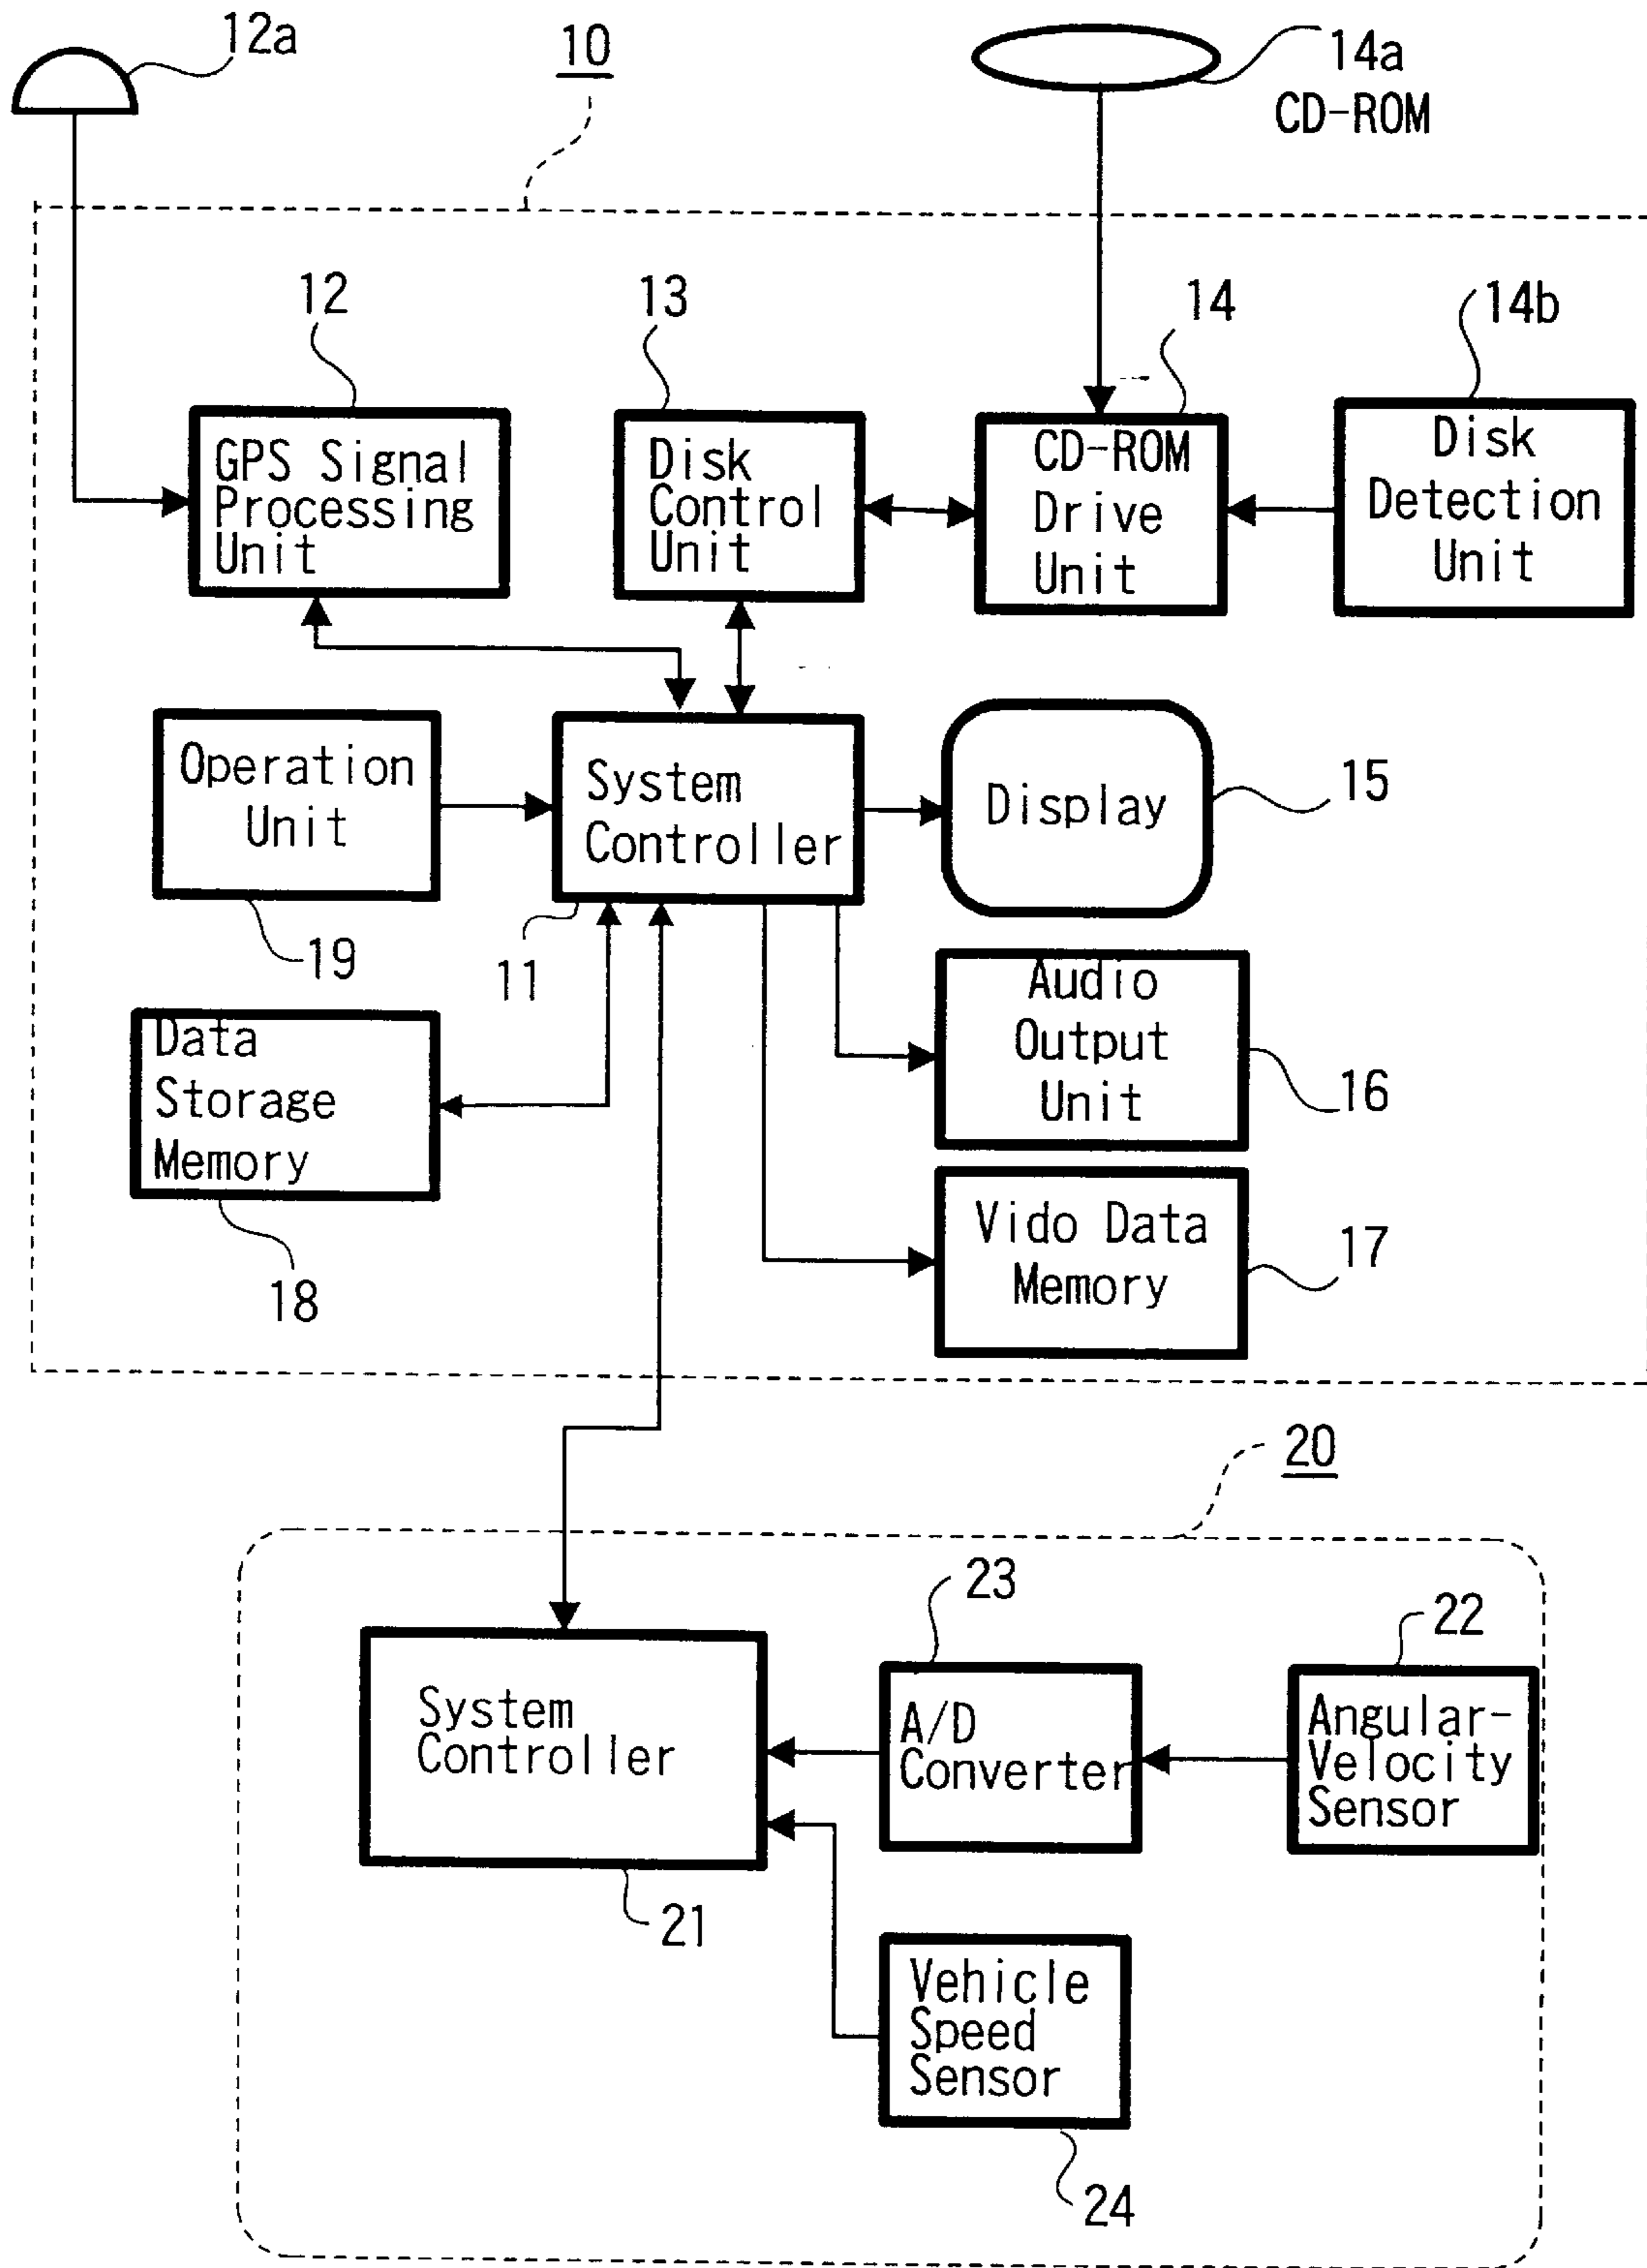 12a
10
14a
CD-ROM
12
13
14
14b
GPS Signal
Processing
Unit
Disk
Control
Unit
CD-ROM
Drive
Unit
Disk
Detection
Unit
Operation
Unit
System
Controller
Display
15
19
11
Data
Storage
Memory
Audio
Output
Unit
16
18
Vido Data
Memory
17
20
23
22
System
Controller
A/D
Converter
Angular-
Velocity
Sensor
21
Vehicle
Speed
Sensor
24